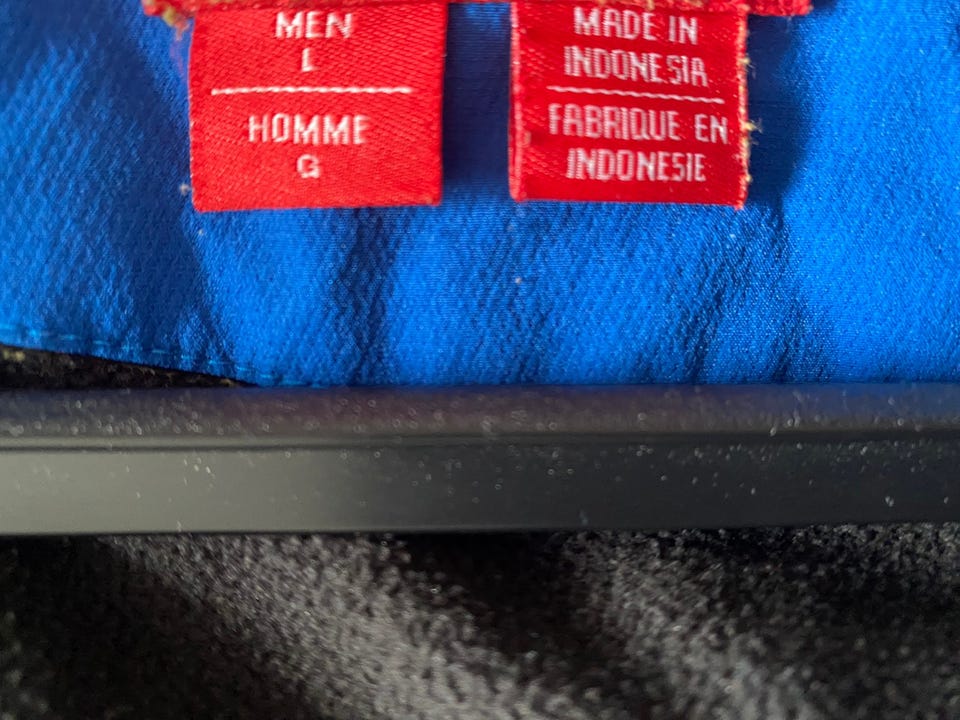 MEN
L
HOMME
G
MADE IN
INDONESIA
FABRIQUE EN
INDONESIE